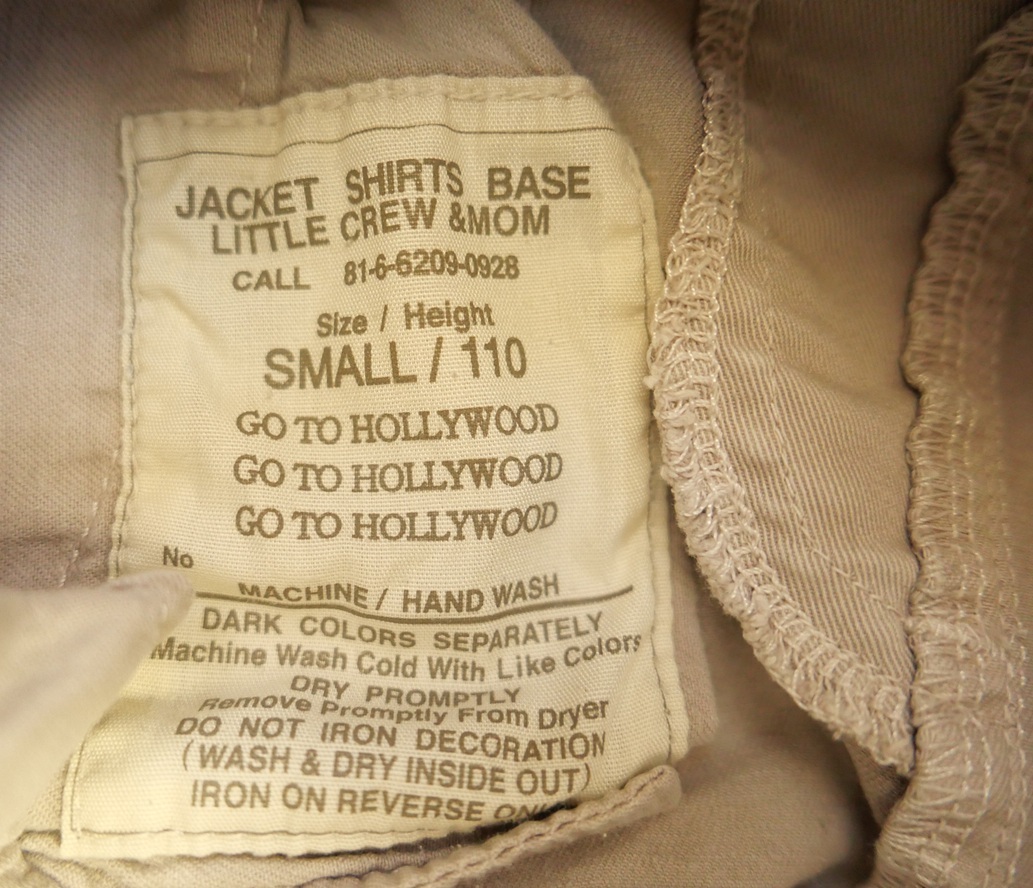 JACKET SHIRTS BASE
LITTLE CREW &MOM
CALL 81-6-6209-0928
Size / Height
SMALL / 110
GO TO HOLLYWOOD
GO TO HOLLYWOOD
GO TO HOLLYWOOD
No
MACHINE / HAND WASH
DARK COLORS SEPARATELY
Machine Wash Cold With Like Colors
DRY PROMPTLY
Remove Promptly From Dryer
DO NOT IRON DECORATION
(WASH & DRY INSIDE OUT)
IRON ON REVERSE ONLY